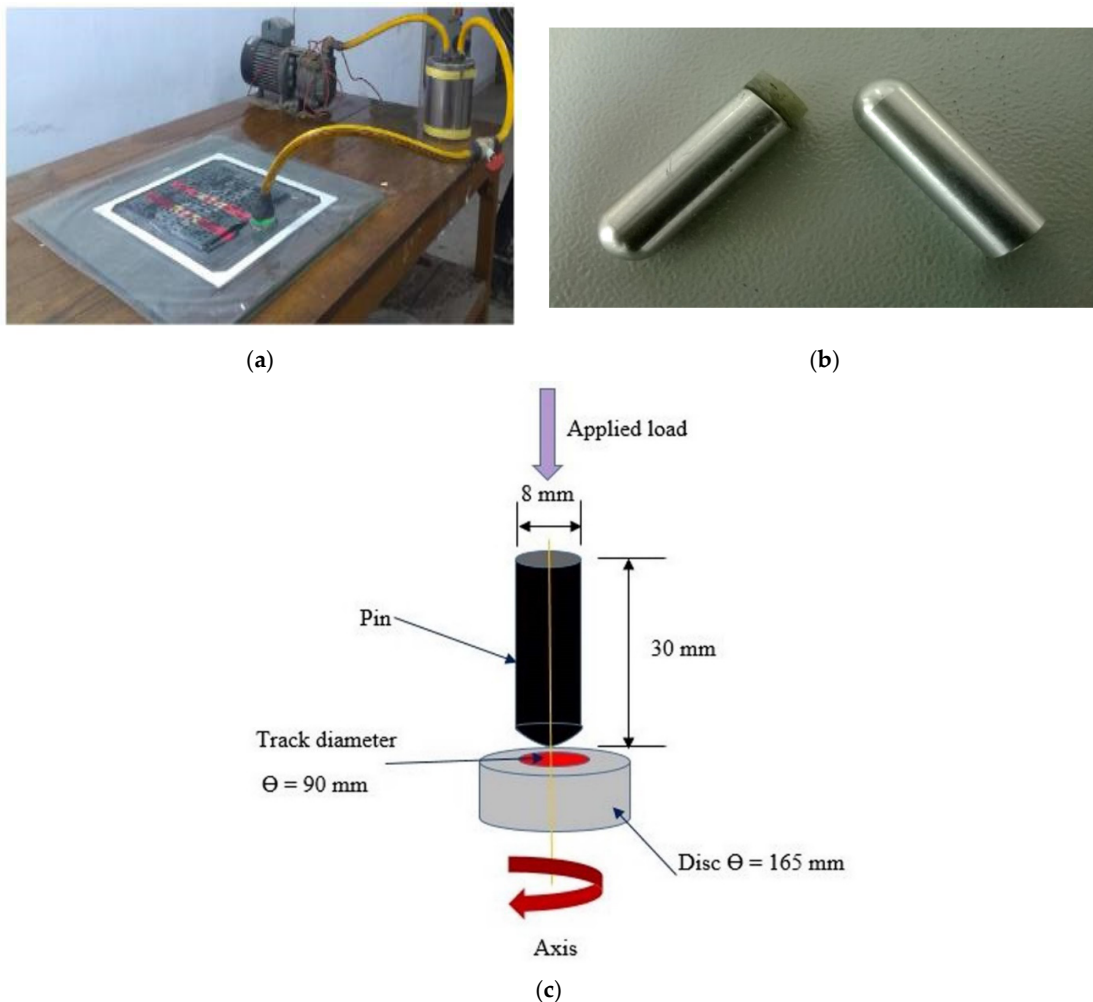 (a)
(b)
Applied load
8 mm
Pin
30 mm
Track diameter
Ɵ = 90 mm
Disc Ɵ = 165 mm
Axis
(c)